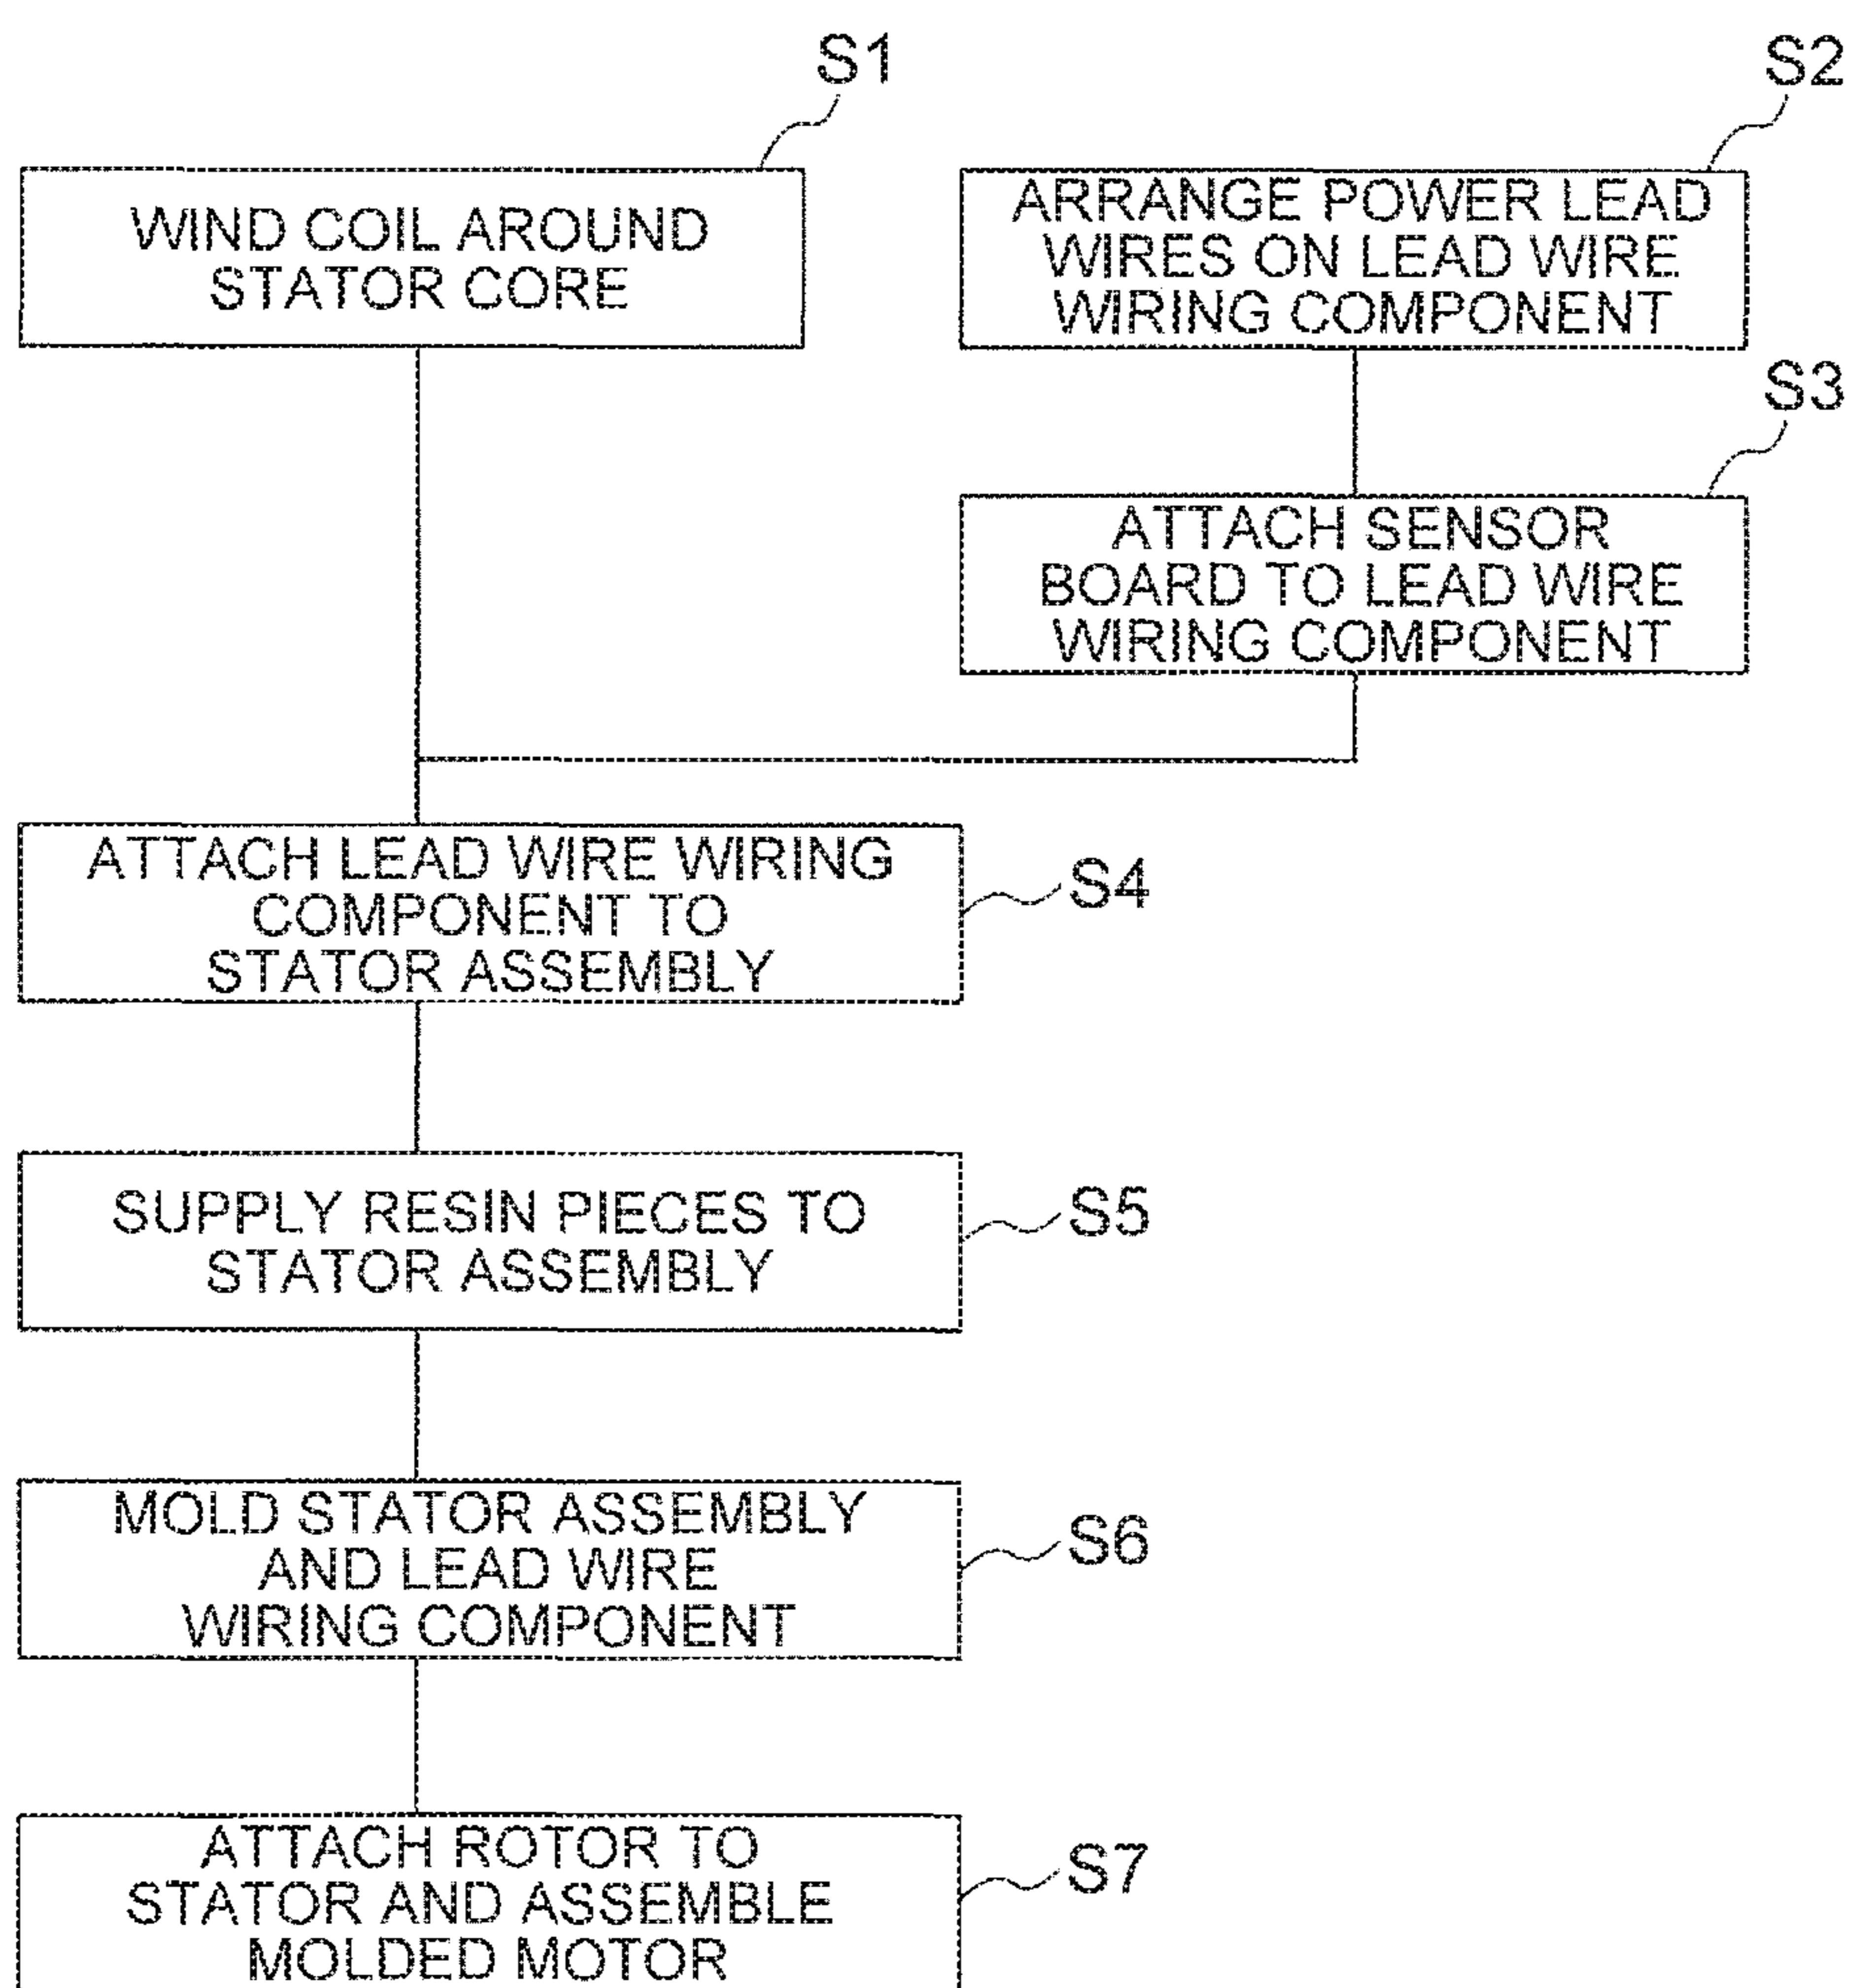 S1
WIND COIL AROUND
STATOR CORE
S2
ARRANGE POWER LEAD
WIRES ON LEAD WIRE
WIRING COMPONENT
S3
ATTACH SENSOR
BOARD TO LEAD WIRE
WIRING COMPONENT
ATTACH LEAD WIRE WIRING
COMPONENT TO
STATOR ASSEMBLY
S4
SUPPLY RESIN PIECES TO
STATOR ASSEMBLY
S5
MOLD STATOR ASSEMBLY
AND LEAD WIRE
WIRING COMPONENT
S6
ATTACH ROTOR TO
STATOR AND ASSEMBLE
MOLDED MOTOR
S7